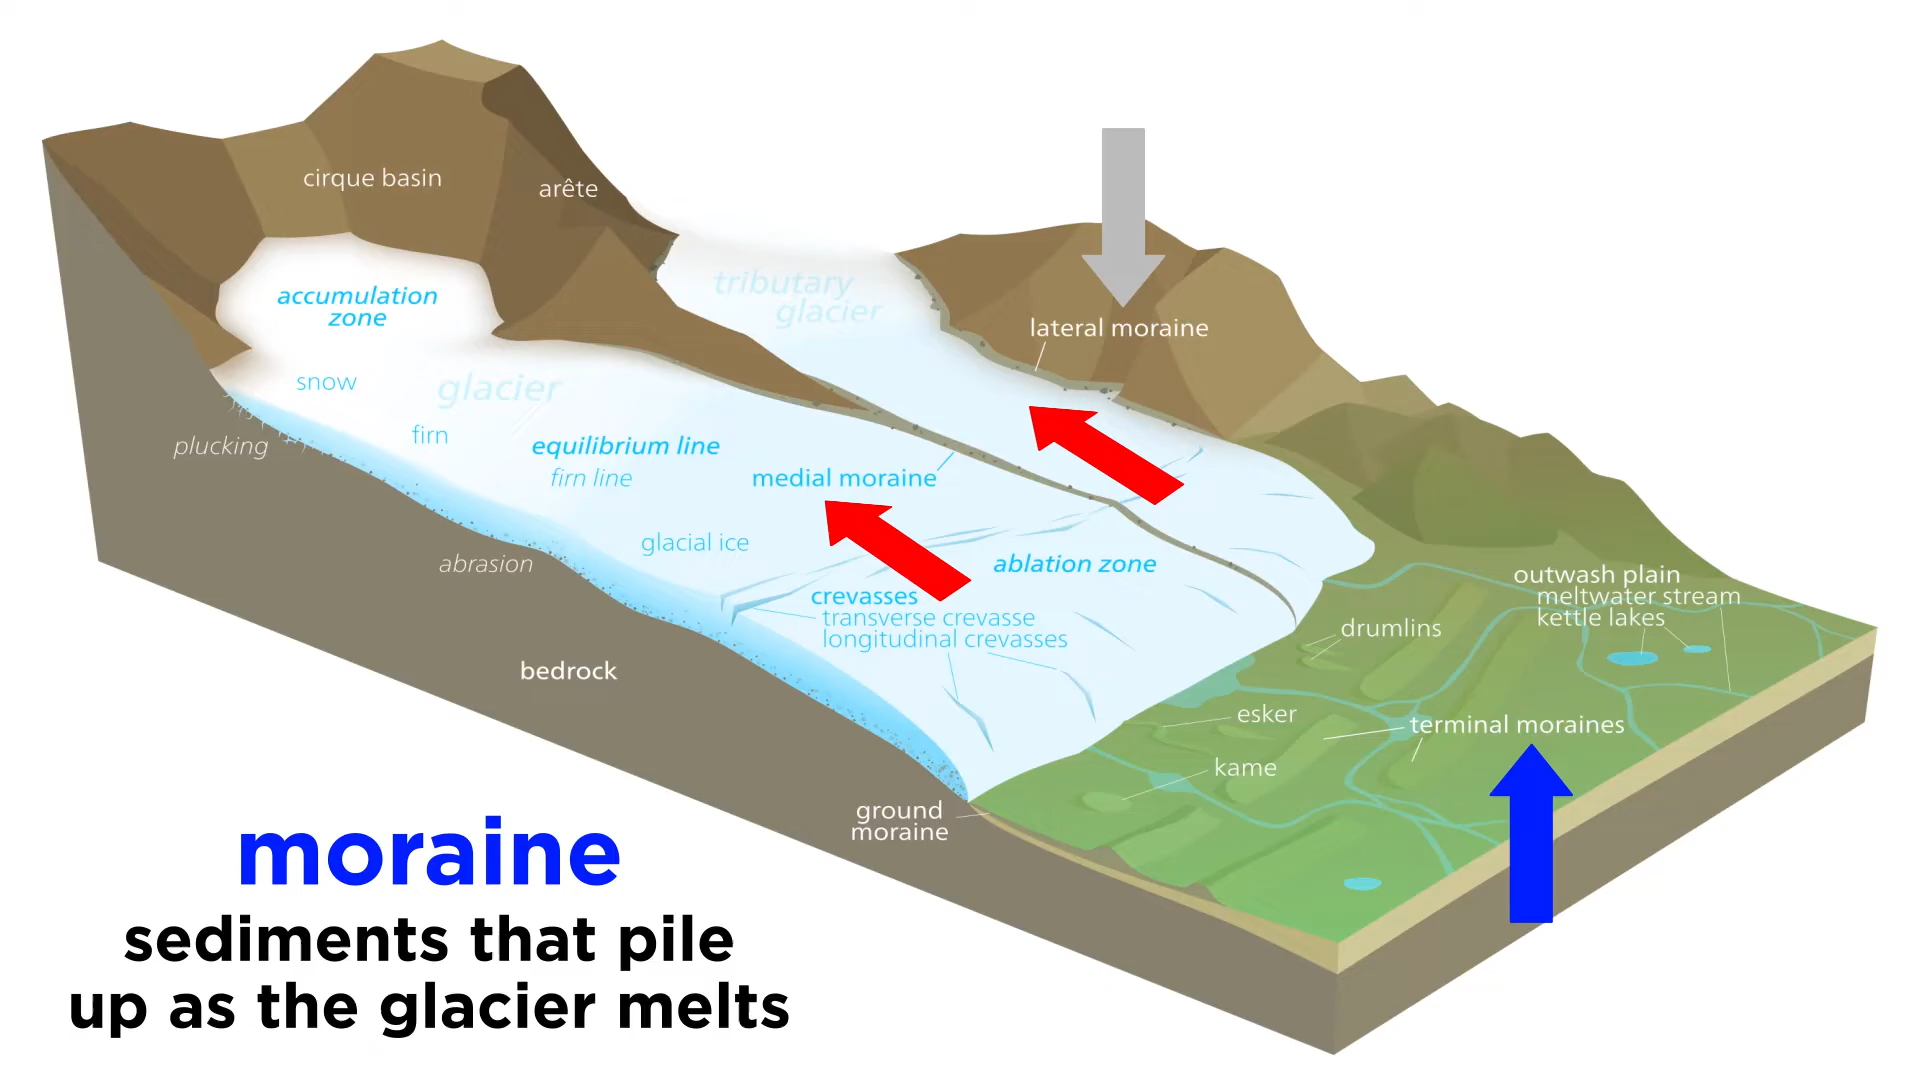 cirque basin
arête
accumulation
zone
tributary
glacier
lateral moraine
snow
glacier
firn
plucking
equilibrium line
firn line
medial moraine
glacial ice
abrasion
ablation zone
crevasses
transverse crevasse
longitudinal crevasses
outwash plain
meltwater stream
kettle lakes
drumlins
bedrock
esker
terminal moraines
kame
ground
moraine
moraine
sediments that pile
up as the glacier melts